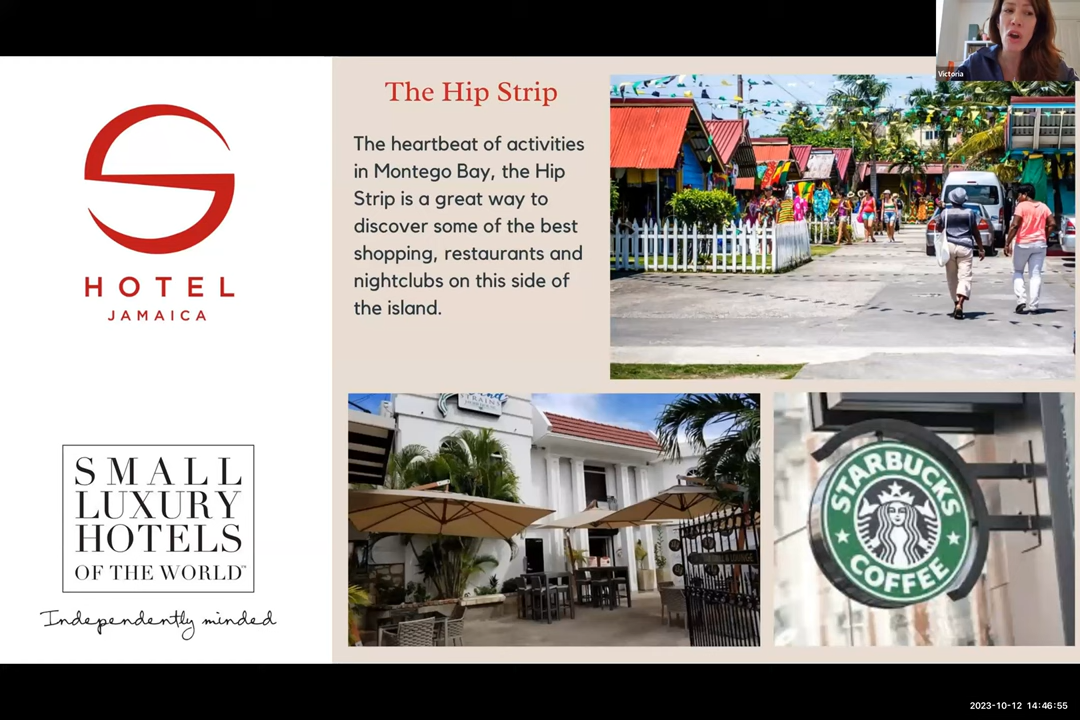 Victoria
S
HOTEL
JAMAICA
SMALL
LUXURY
HOTELS
OF THE WORLD™
Independently minded
The Hip Strip
The heartbeat of activities
in Montego Bay, the Hip
Strip is a great way to
discover some of the best
shopping, restaurants and
nightclubs on this side of
the island.
STARBUCKS
COFFEE
2023-10-12 14:46:55